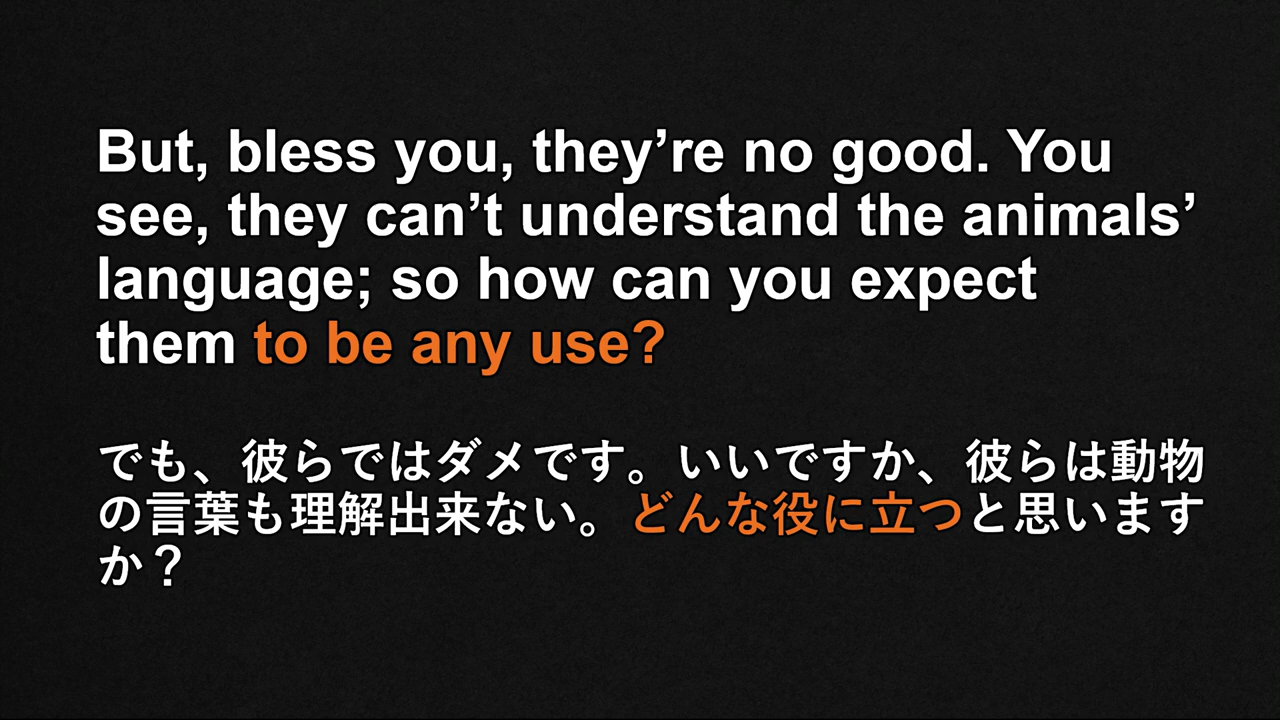 But, bless you, they’re no good. You
see, they can’t understand the animals’
language; so how can you expect
them to be any use?
でも、彼らではダメです。いいですか、彼らは動物
の言葉も理解出来ない。どんな役に立つと思います
か？